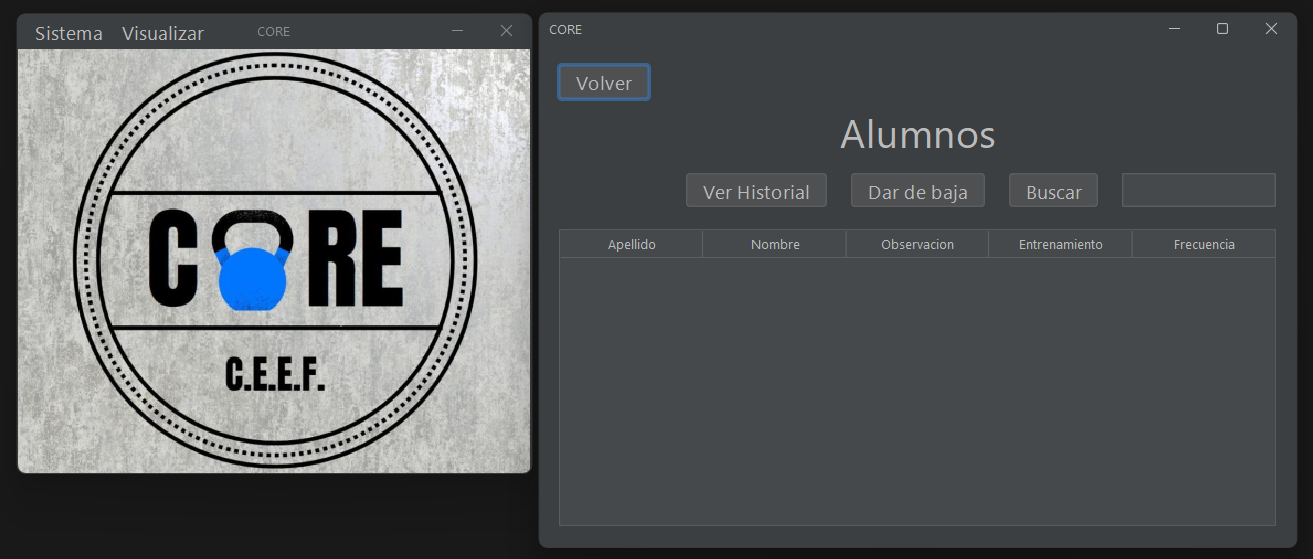 Sistema Visualizar CORE
CORE
C.E.E.F.
CORE
Volver
Alumnos
Ver Historial Dar de baja Buscar
Apellido Nombre Observacion Entrenamiento Frecuencia